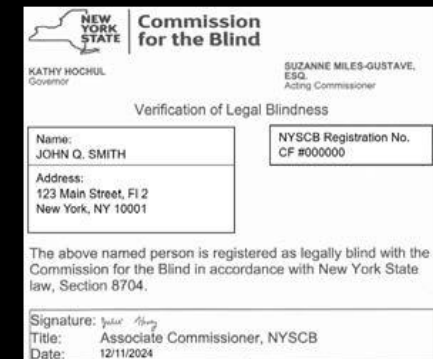 NEW YORK STATE
Commission for the Blind
KATHY HOCHUL
Governor
SUZANNE MILES-GUSTAVE, ESQ.
Acting Commissioner
Verification of Legal Blindness
Name:
JOHN Q. SMITH
Address:
123 Main Street, Fl 2
New York, NY 10001
NYSCB Registration No.
CF #000000
The above named person is registered as legally blind with the
Commission for the Blind in accordance with New York State
law, Section 8704.
Signature:
Title: Associate Commissioner, NYSCB
Date: 12/11/2024